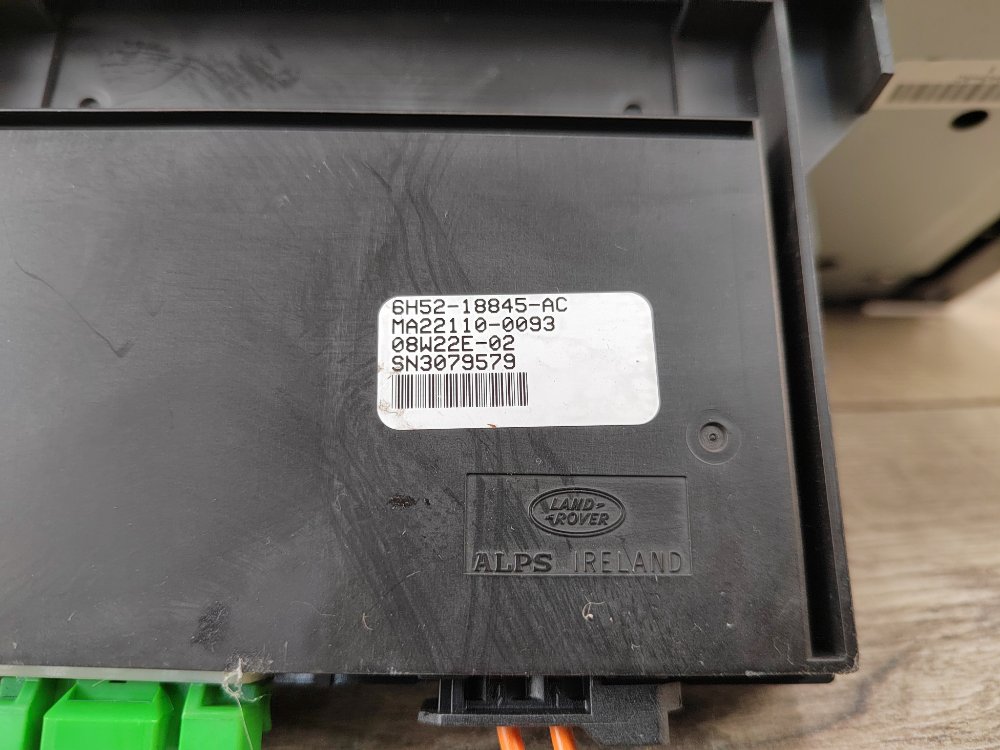 6H52-18845-AC
MA22110-0093
08W22E-02
SN3079579
LAND-
-ROVER
ALPS IRELAND